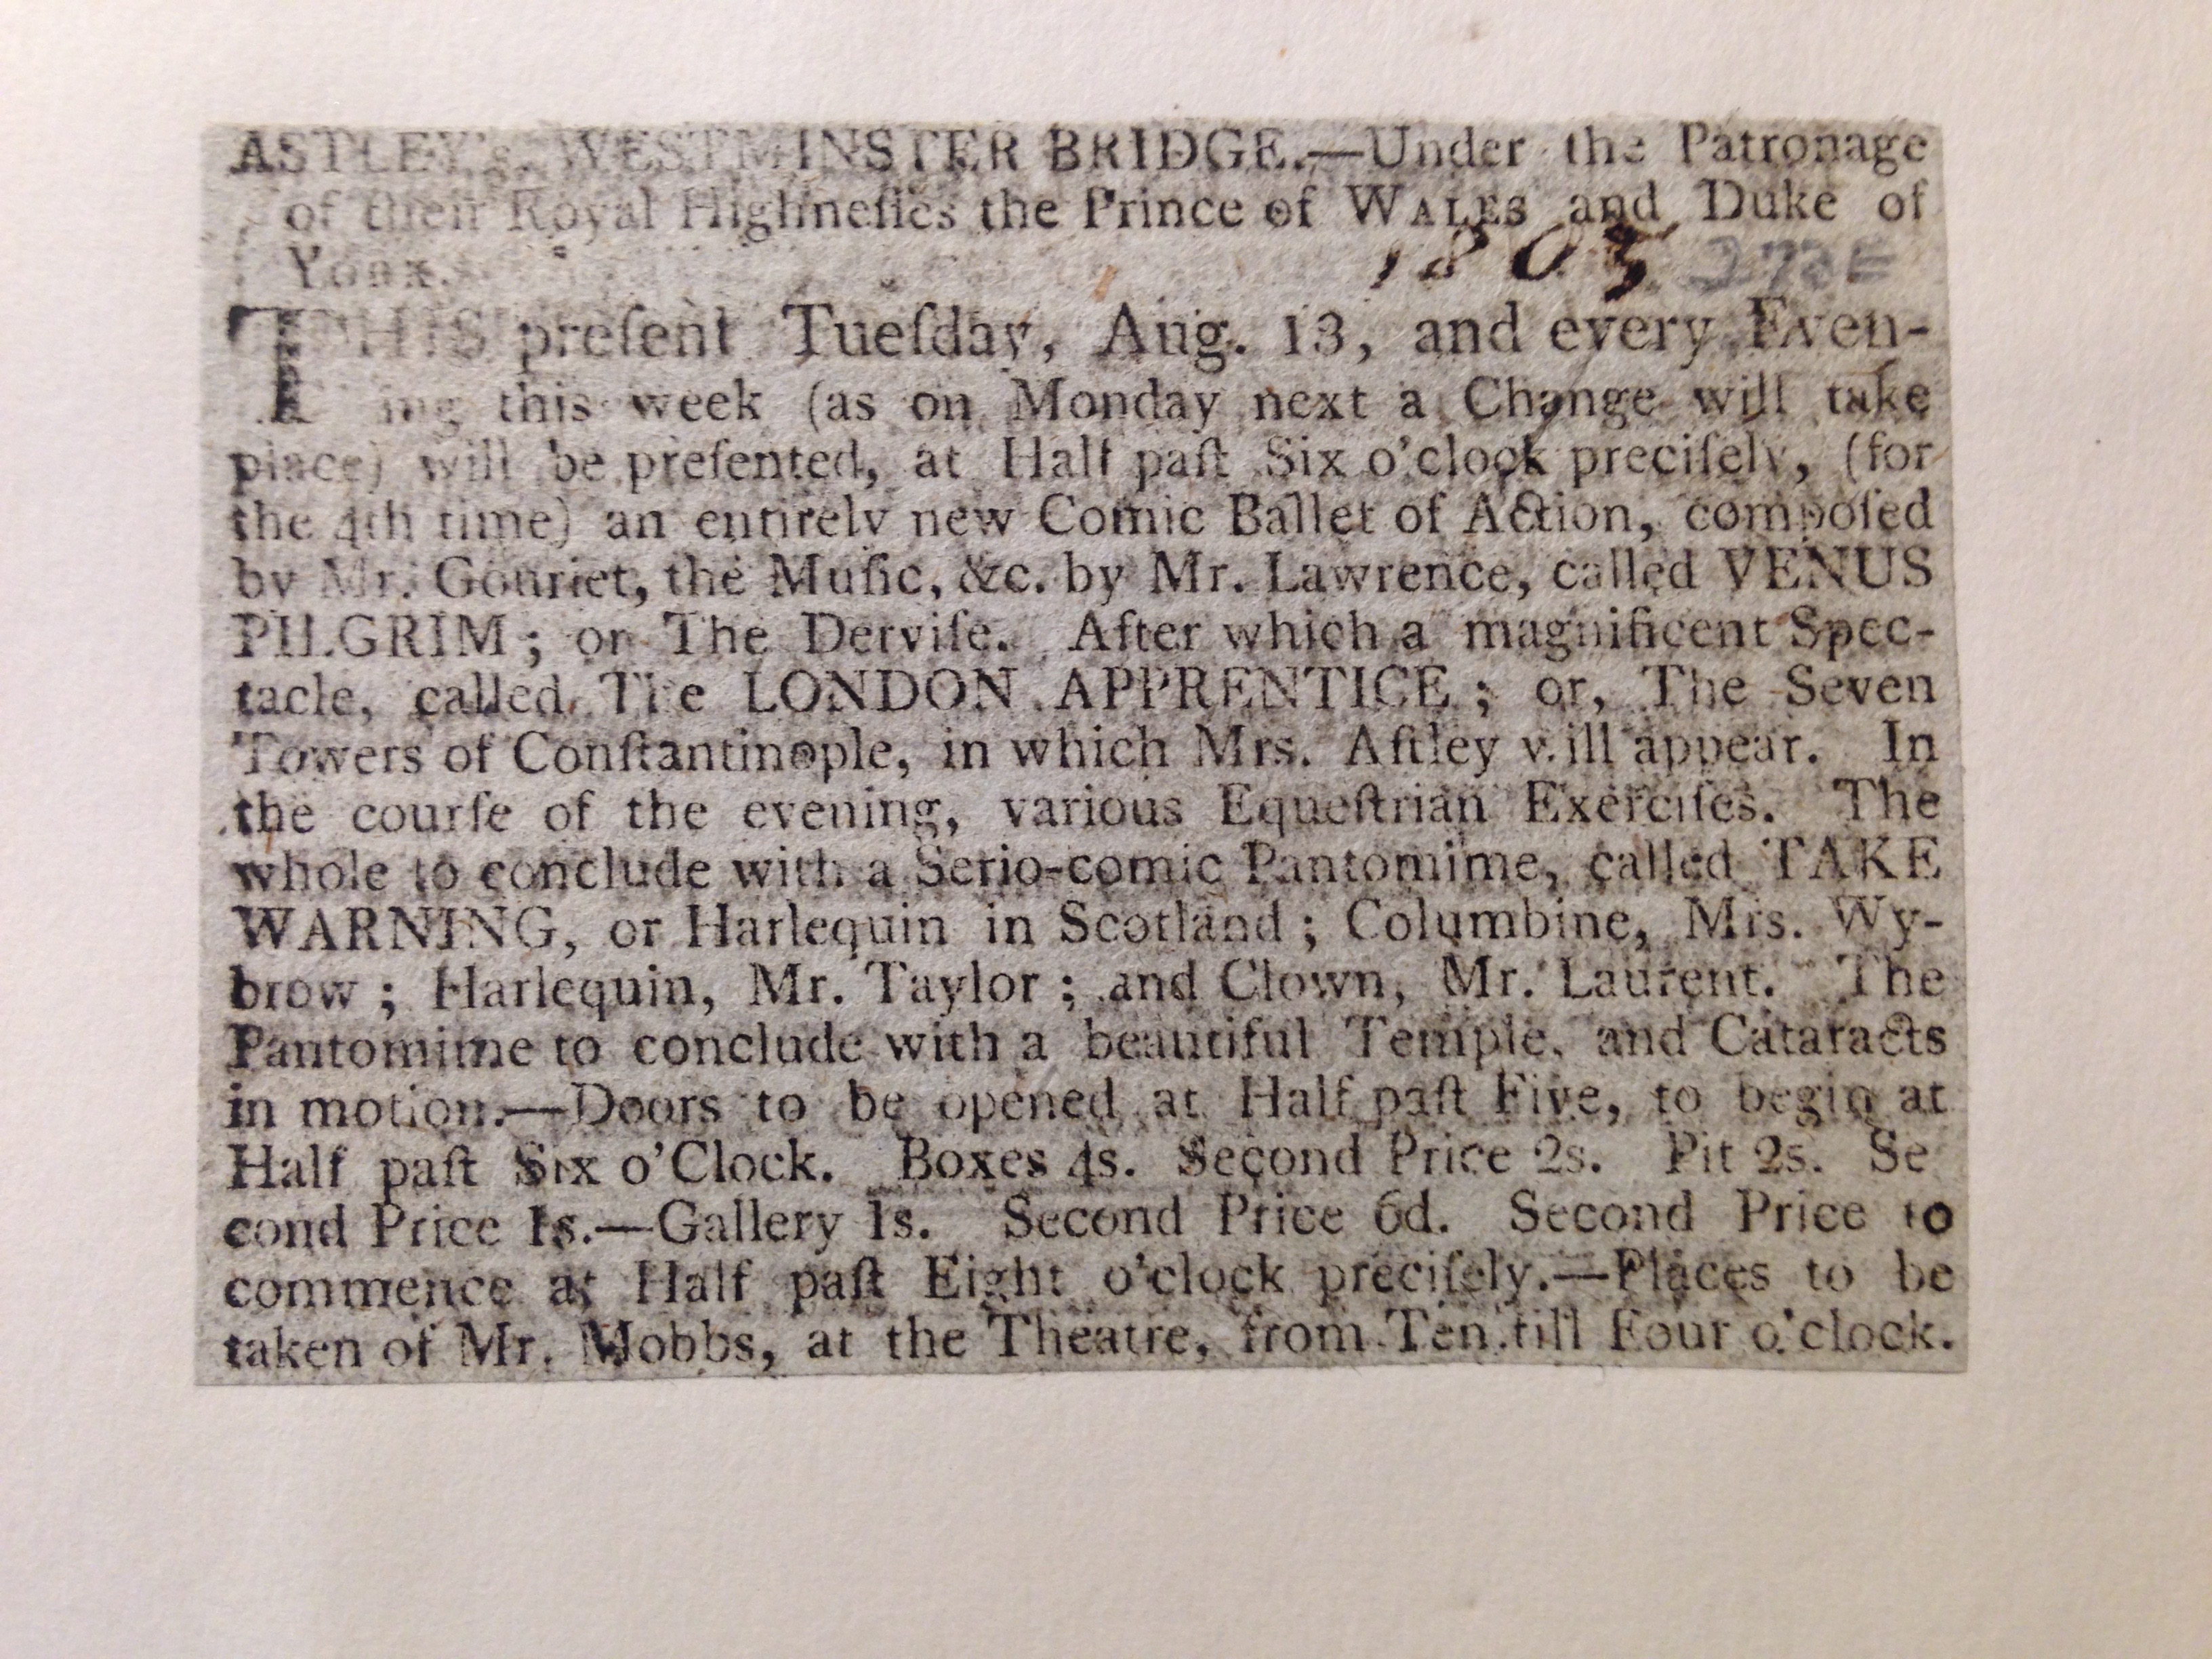 ASTLEY's, WESTMINSTER BRIDGE.—Under the Patronage
of their Royal Highneſſes the Prince of WALES and Duke of
YORK.
1805
THIS preſent Tueſday, Aug. 13, and every Even-
ing this week (as on Monday next a Change will take
place) will be preſented, at Half paſt Six o'clock preciſely, (for
the 4th time) an entirely new Comic Ballet of Action, compoſed
by Mr. Gouriet, the Muſic, &c. by Mr. Lawrence, called VENUS
PILGRIM; or The Derviſe. After which a magnificent Spec-
tacle, called The LONDON APPRENTICE; or, The Seven
Towers of Conſtantinople, in which Mrs. Aſtley will appear. In
the courſe of the evening, various Equeſtrian Exerciſes. The
whole to conclude with a Serio-comic Pantomime, called TAKE
WARNING, or Harlequin in Scotland; Columbine, Mrs. Wy-
brow; Harlequin, Mr. Taylor; and Clown, Mr. Laurent. The
Pantomime to conclude with a beautiful Temple, and Cataracts
in motion.—Doors to be opened at Half paſt Five, to begin at
Half paſt Six o'Clock. Boxes 4s. Second Price 2s. Pit 2s. Se
cond Price 1s.—Gallery 1s. Second Price 6d. Second Price to
commence at Half paſt Eight o'clock preciſely.—Places to be
taken of Mr. Mobbs, at the Theatre, from Ten till Four o'clock.